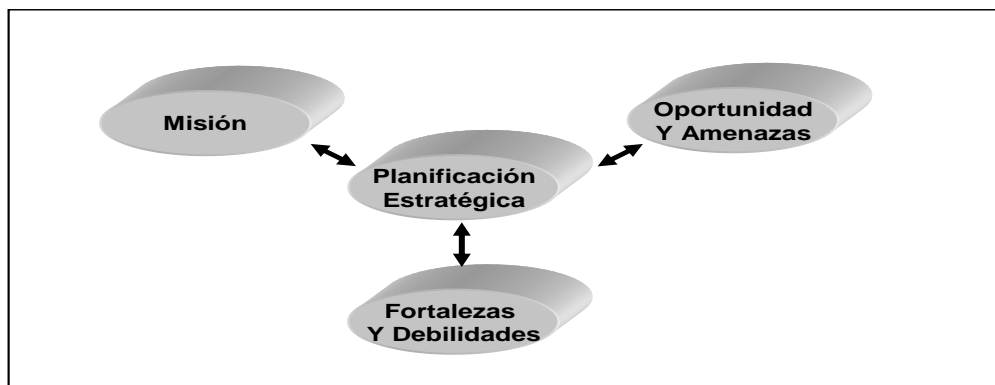 Misión
Oportunidad
Y Amenazas
Planificación
Estratégica
Fortalezas
Y Debilidades